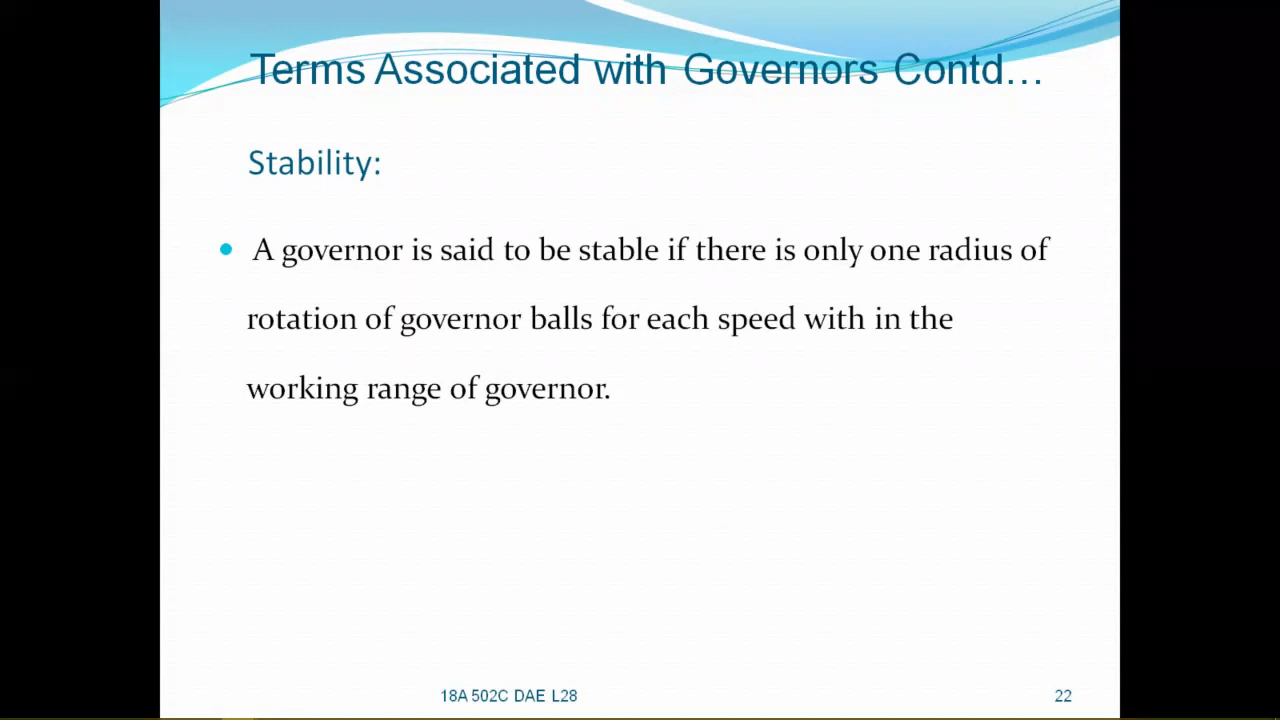 Terms Associated with Governors Contd...
Stability:
• A governor is said to be stable if there is only one radius of
rotation of governor balls for each speed with in the
working range of governor.
18A 502C DAE L28
22